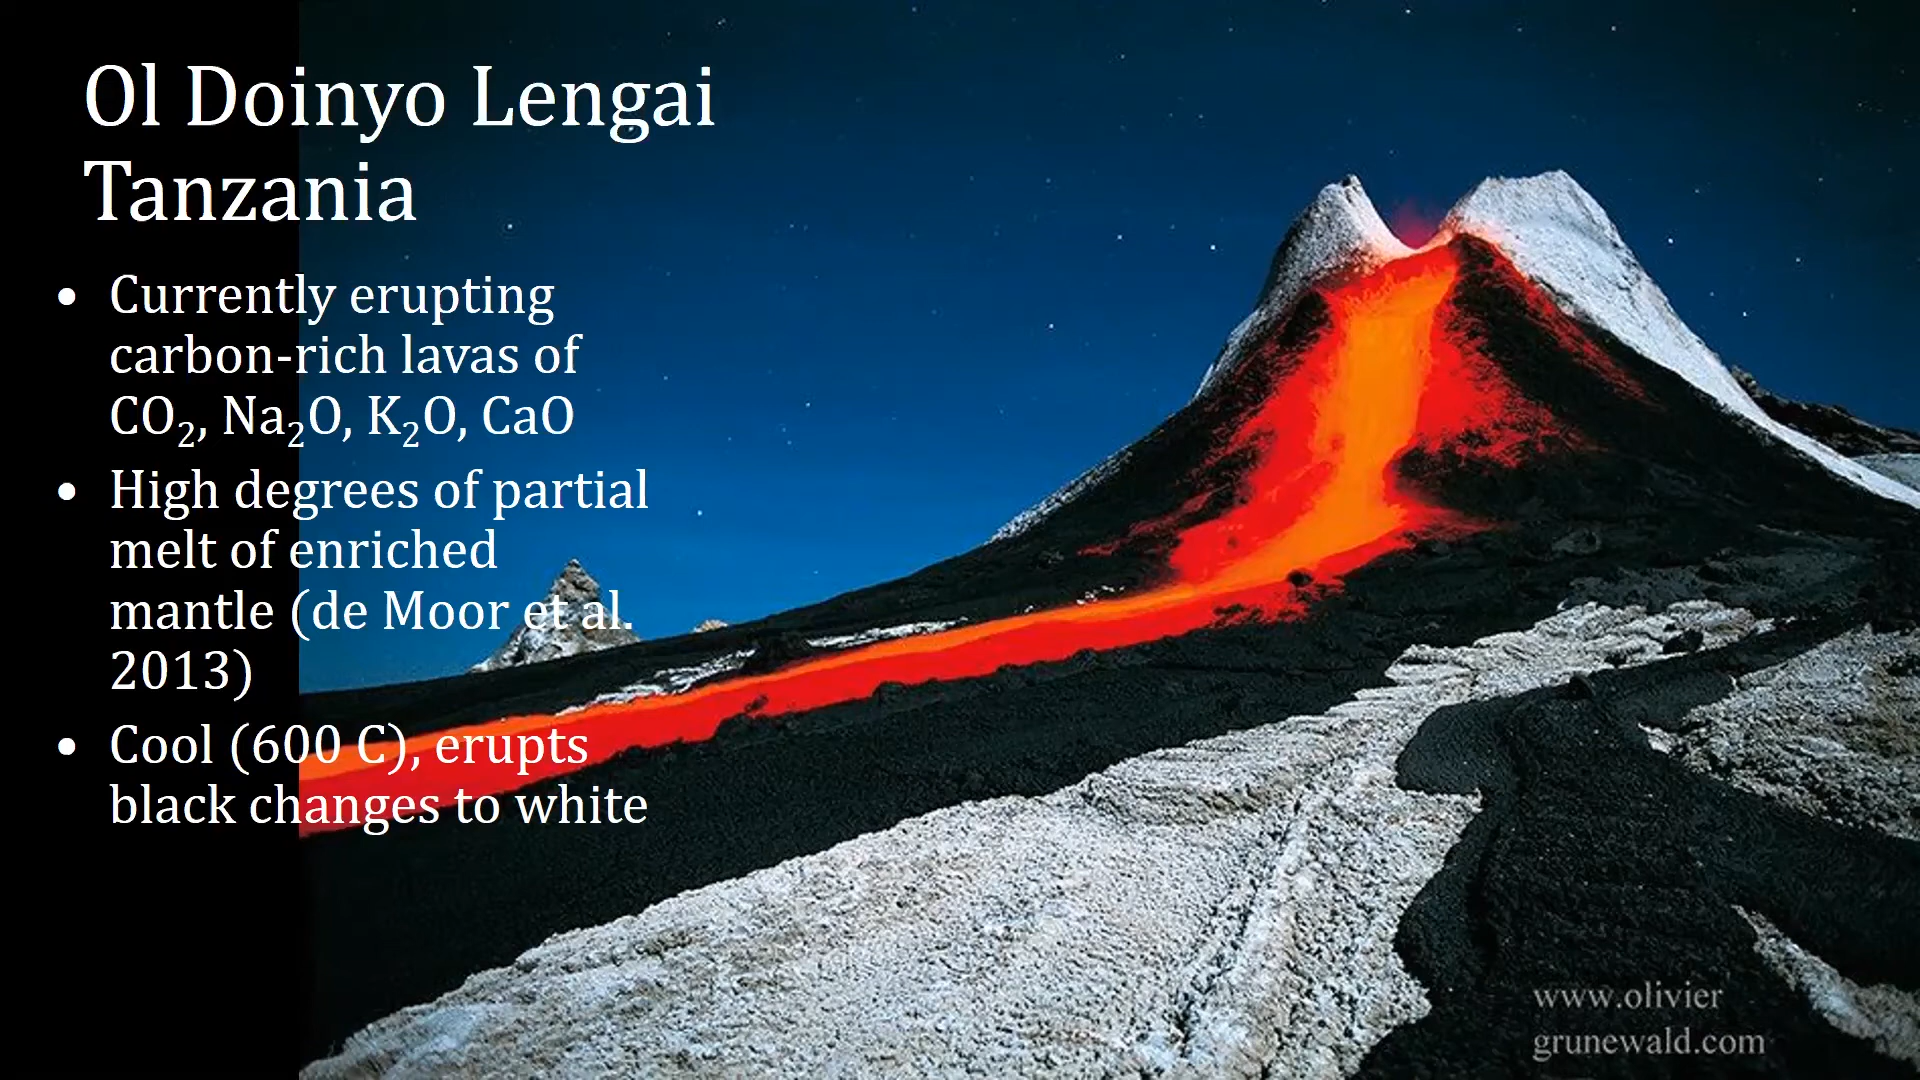 Ol Doinyo Lengai
Tanzania
• Currently erupting
carbon-rich lavas of
CO₂, Na₂O, K₂O, CaO
• High degrees of partial
melt of enriched
mantle (de Moor et al.
2013)
• Cool (600 C), erupts
black changes to white
www.olivier
grunewald.com